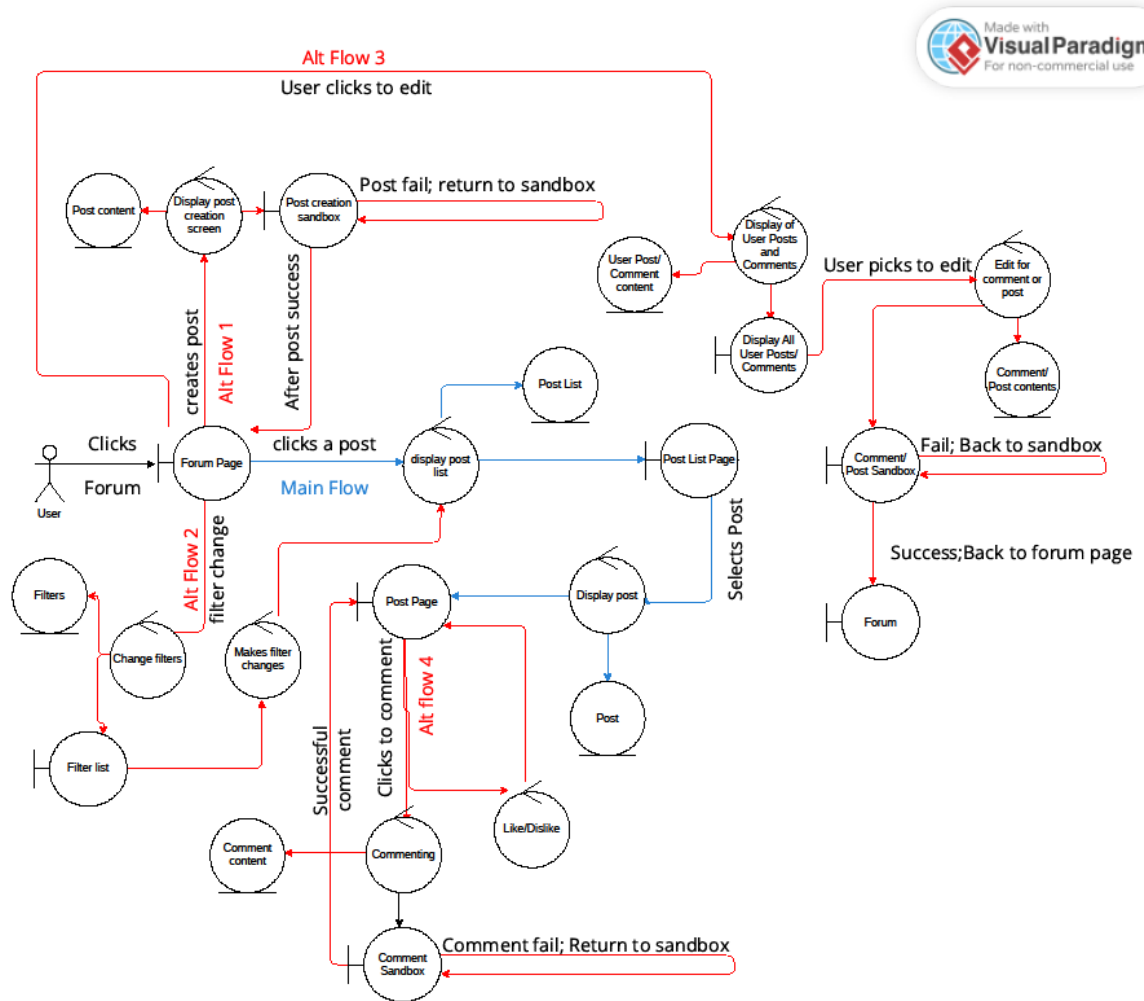 Made with
Visual Paradigm
For non-commercial use
Alt Flow 3
User clicks to edit
Post content
Display post
creation
screen
Post creation
sandbox
Post fail; return to sandbox
Display of
User Posts
and
Comments
User Post/
Comment
content
User picks to edit
Edit for
comment or
post
creates post
Alt Flow 1
After post success
Display All
User Posts/
Comments
Comment/
Post contents
Post List
Clicks
Forum
User
Forum Page
clicks a post
Main Flow
display post
list
Post List Page
Comment/
Post Sandbox
Fail; Back to sandbox
Alt Flow 2
filter change
Selects Post
Success;Back to forum page
Filters
Change filters
Makes filter
changes
Post Page
Display post
Forum
Filter list
Successful
comment
Clicks to comment
Alt flow 4
Post
Like/Dislike
Comment
content
Commenting
Comment
Sandbox
Comment fail; Return to sandbox